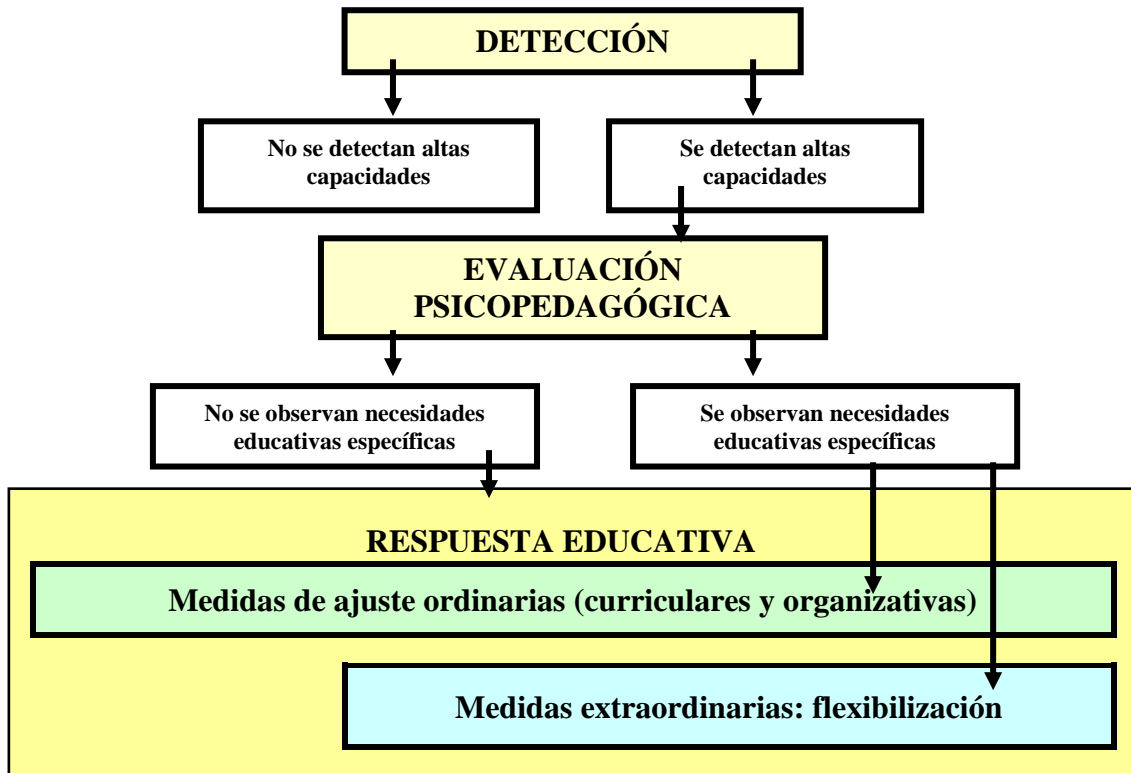 DETECCIÓN
No se detectan altas
capacidades
Se detectan altas
capacidades
EVALUACIÓN
PSICOPEDAGÓGICA
No se observan necesidades
educativas específicas
Se observan necesidades
educativas específicas
RESPUESTA EDUCATIVA
Medidas de ajuste ordinarias (curriculares y organizativas)
Medidas extraordinarias: flexibilización